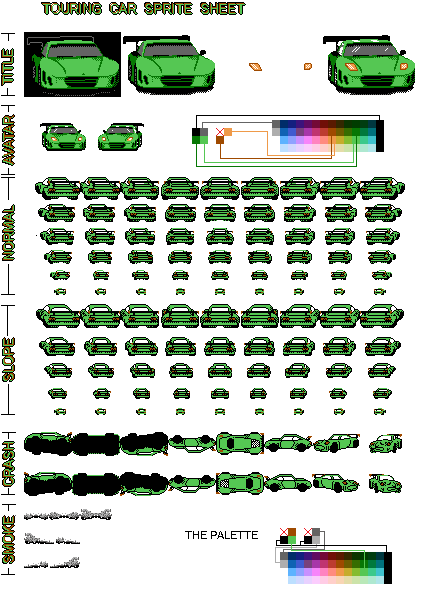 TOURING CAR SPRITE SHEET
TITLE
AVATAR
NORMAL
SLOPE
CRASH
SMOKE
THE PALETTE